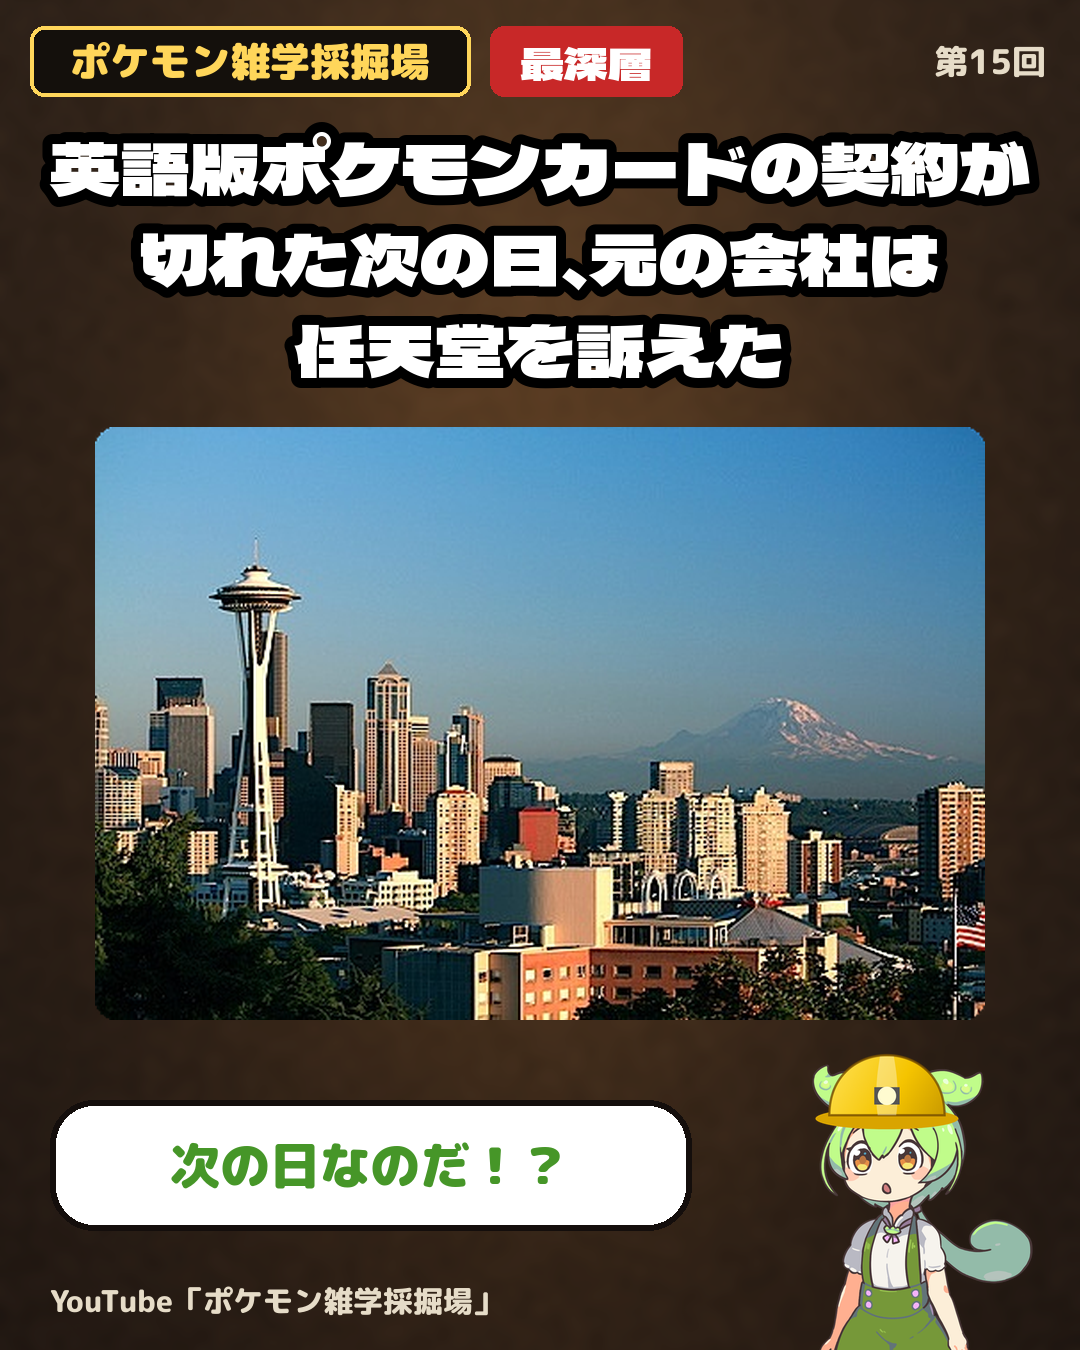 ポケモン雑学採掘場
最深層
第15回
英語版ポケモンカードの契約が
切れた次の日、元の会社は
任天堂を訴えた
次の日なのだ！？
YouTube「ポケモン雑学採掘場」